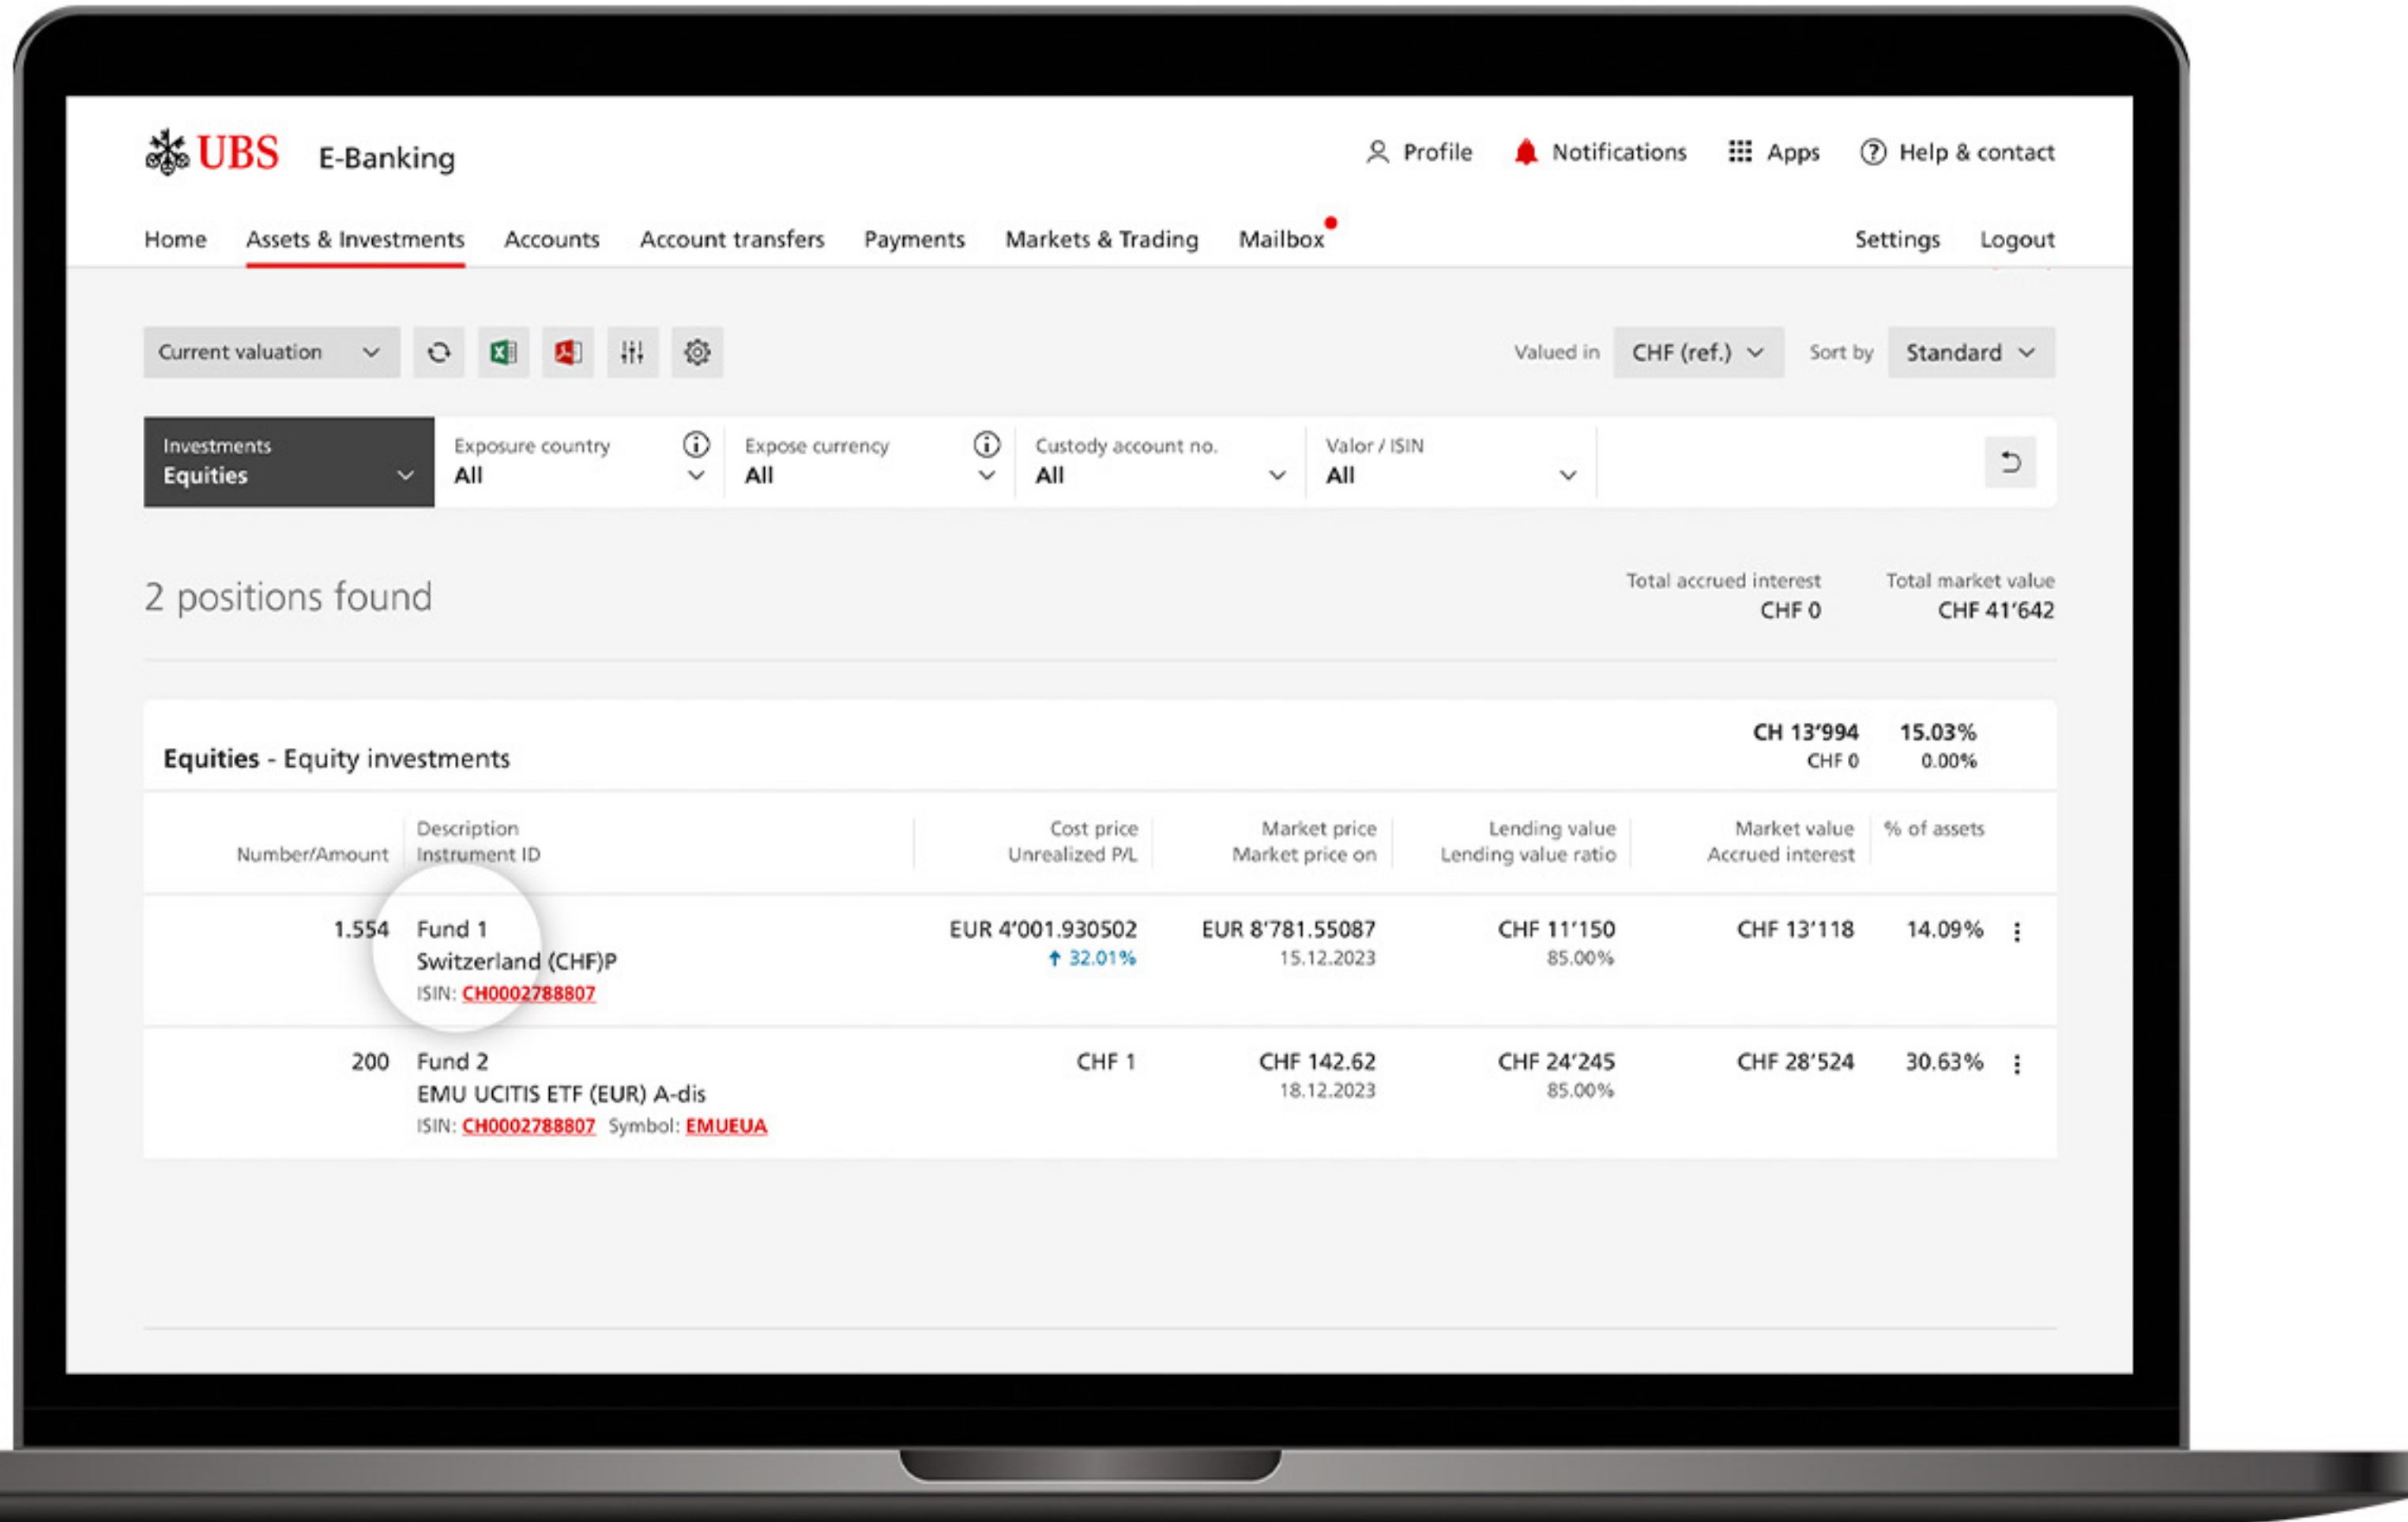 UBS E-Banking
Profile Notifications Apps Help & contact
Home Assets & Investments Accounts Account transfers Payments Markets & Trading Mailbox Settings Logout
Current valuation Valued in CHF (ref.) Sort by Standard
Investments Exposure country Expose currency Custody account no. Valor / ISIN
Equities All All All All
2 positions found
Total accrued interest Total market value
CHF 0 CHF 41’642
CH 13’994 15.03%
Equities - Equity investments
CHF 0 0.00%
Description Cost price Market price Lending value Market value % of assets
Number/Amount Instrument ID Unrealized P/L Market price on Lending value ratio Accrued interest
1.554 Fund 1 EUR 4’001.930502 EUR 8’781.55087 CHF 11’150 CHF 13’118 14.09%
Switzerland (CHF)P 32.01% 15.12.2023 85.00%
ISIN: CH0002788807
200 Fund 2 CHF 1 CHF 142.62 CHF 24’245 CHF 28’524 30.63%
EMU UCITIS ETF (EUR) A-dis 18.12.2023 85.00%
ISIN: CH0002788807 Symbol: EMUEUA